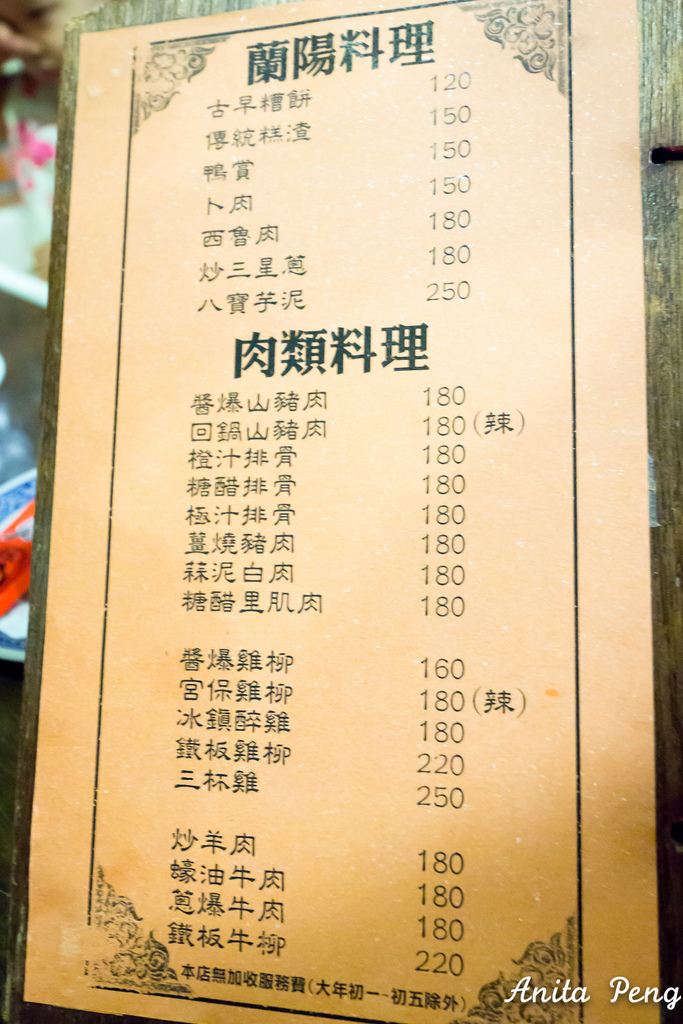 蘭陽料理
古早糟餅 120
傳統糕渣 150
鴨賞 150
卜肉 150
西魯肉 180
炒三星蔥 180
八寶芋泥 250
肉類料理
醬爆山豬肉 180
回鍋山豬肉 180(辣)
橙汁排骨 180
糖醋排骨 180
極汁排骨 180
薑燒豬肉 180
蒜泥白肉 180
糖醋里肌肉 180
醬爆雞柳 160
宮保雞柳 180(辣)
冰鎮醉雞 180
鐵板雞柳 220
三杯雞 250
炒羊肉 180
蠔油牛肉 180
蔥爆牛肉 180
鐵板牛柳 220
本店無加收服務費(大年初一~初五除外)
Anita Peng